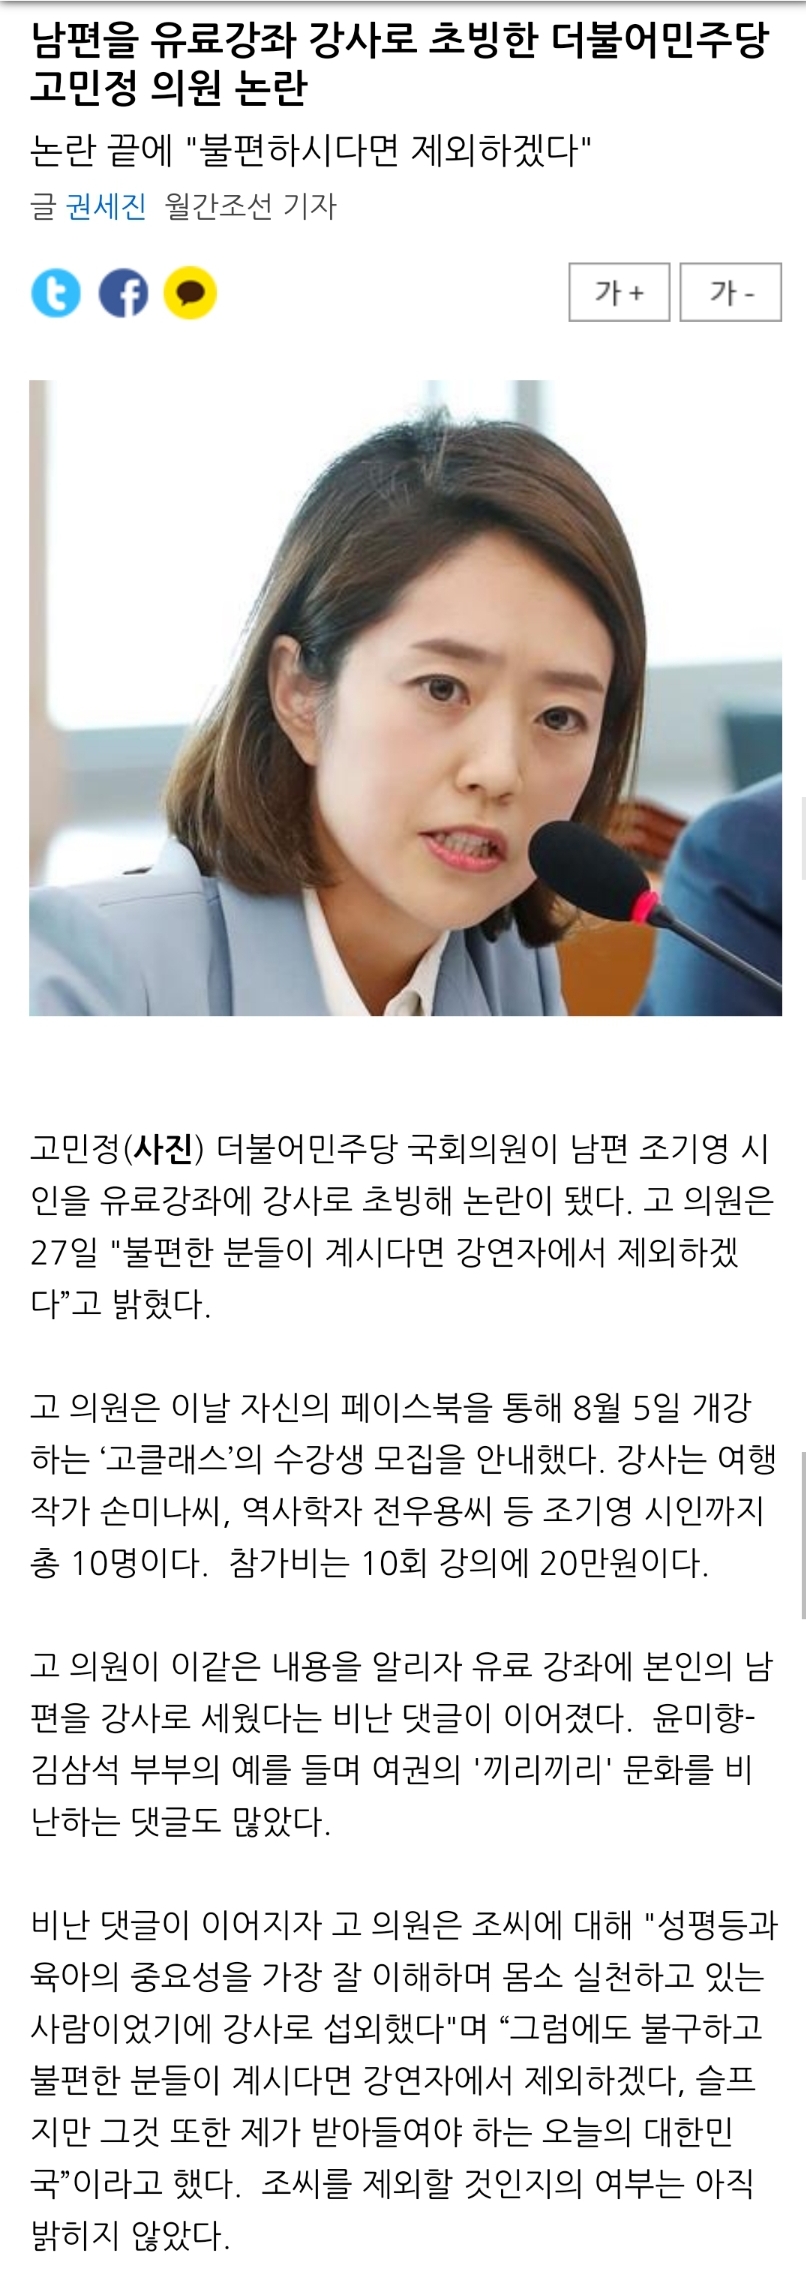 남편을 유료강좌 강사로 초빙한 더불어민주당
고민정 의원 논란
논란 끝에 "불편하시다면 제외하겠다"
글 권세진 월간조선 기자
가 + 가 -
고민정(사진) 더불어민주당 국회의원이 남편 조기영 시
인을 유료강좌에 강사로 초빙해 논란이 됐다. 고 의원은
27일 "불편한 분들이 계시다면 강연자에서 제외하겠
다”고 밝혔다.
고 의원은 이날 자신의 페이스북을 통해 8월 5일 개강
하는 ‘고클래스’의 수강생 모집을 안내했다. 강사는 여행
작가 손미나씨, 역사학자 전우용씨 등 조기영 시인까지
총 10명이다. 참가비는 10회 강의에 20만원이다.
고 의원이 이같은 내용을 알리자 유료 강좌에 본인의 남
편을 강사로 세웠다는 비난 댓글이 이어졌다. 윤미향-
김삼석 부부의 예를 들며 여권의 '끼리끼리' 문화를 비
난하는 댓글도 많았다.
비난 댓글이 이어지자 고 의원은 조씨에 대해 "성평등과
육아의 중요성을 가장 잘 이해하며 몸소 실천하고 있는
사람이었기에 강사로 섭외했다"며 “그럼에도 불구하고
불편한 분들이 계시다면 강연자에서 제외하겠다, 슬프
지만 그것 또한 제가 받아들여야 하는 오늘의 대한민
국”이라고 했다. 조씨를 제외할 것인지의 여부는 아직
밝히지 않았다.